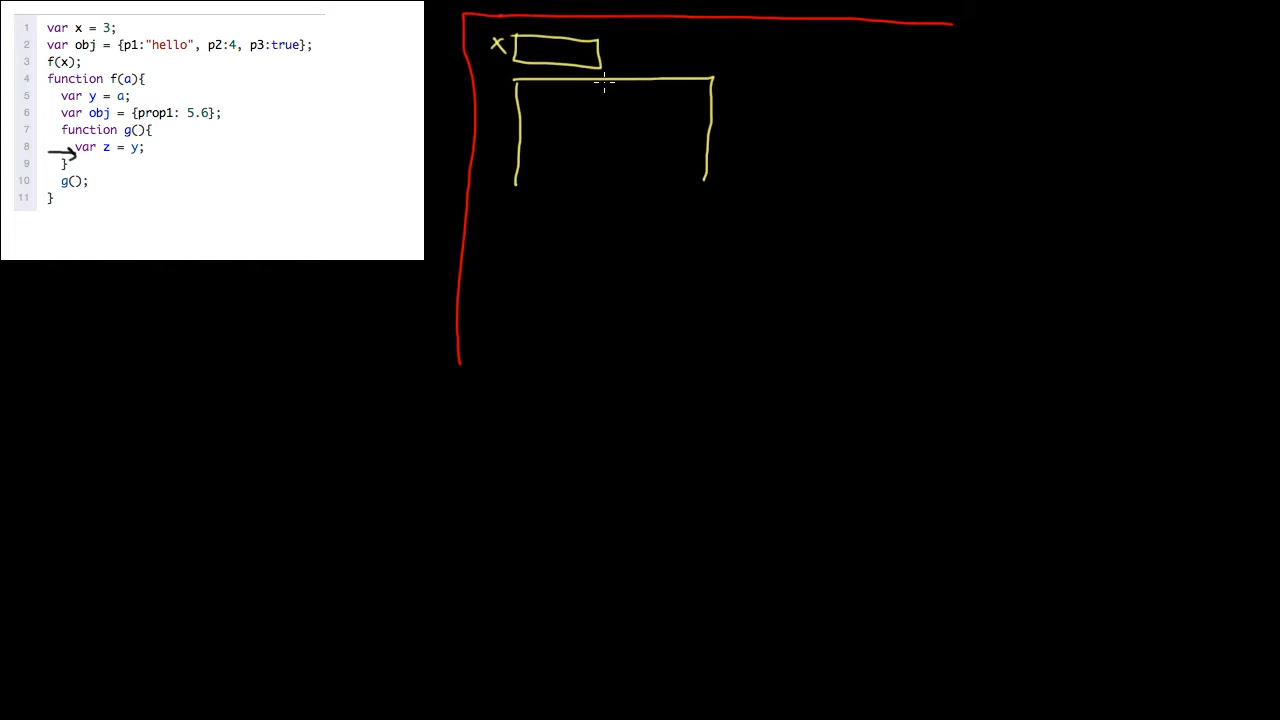 1 var x = 3;
2 var obj = {p1:"hello", p2:4, p3:true};
3 f(x);
4 function f(a){
5 var y = a;
6 var obj = {prop1: 5.6};
7 function g(){
8 var z = y;
9 }
10 g();
11 }
x